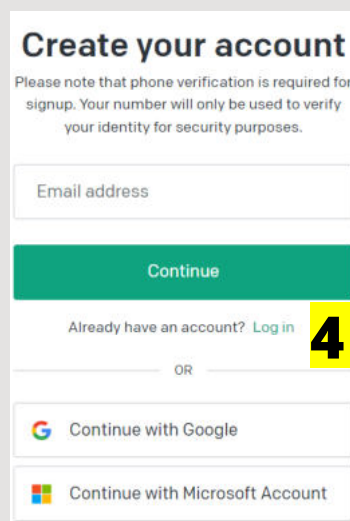 Create your account
Please note that phone verification is required for
signup. Your number will only be used to verify
your identity for security purposes.
Email address
Continue
Already have an account? Log in
4
OR
Continue with Google
Continue with Microsoft Account